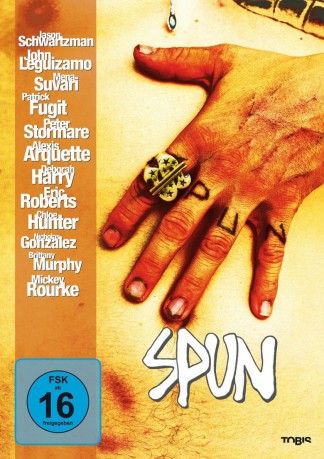 Jason
Schwartzman
John
Leguizamo
Mena
Suvari
Patrick
Fugit
Peter
Stormare
Alexis
Arquette
Deborah
Harry
Eric
Roberts
Chloe
Hunter
Nicholas
Gonzalez
Brittany
Murphy
Mickey
Rourke
SPUN
FSK
ab
16
freigegeben
TOBIS